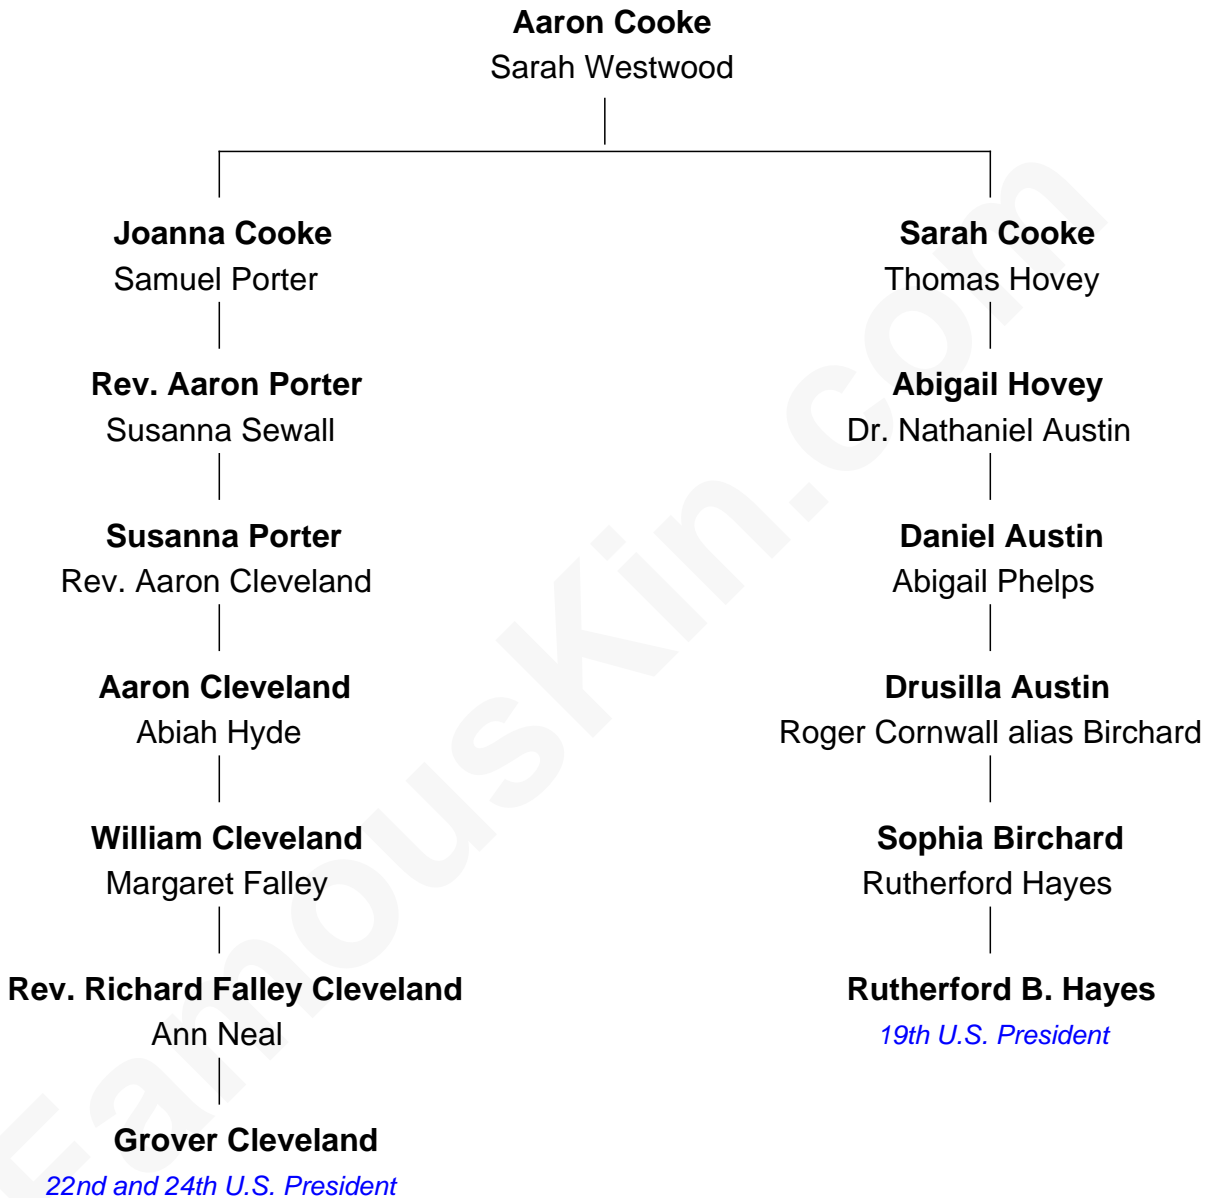 Aaron Cooke
Sarah Westwood
Joanna Cooke
Samuel Porter
Sarah Cooke
Thomas Hovey
Rev. Aaron Porter
Susanna Sewall
Abigail Hovey
Dr. Nathaniel Austin
Susanna Porter
Rev. Aaron Cleveland
Daniel Austin
Abigail Phelps
Aaron Cleveland
Abiah Hyde
Drusilla Austin
Roger Cornwall alias Birchard
William Cleveland
Margaret Falley
Sophia Birchard
Rutherford Hayes
Rev. Richard Falley Cleveland
Ann Neal
Rutherford B. Hayes
19th U.S. President
Grover Cleveland
22nd and 24th U.S. President
FamousKin.com